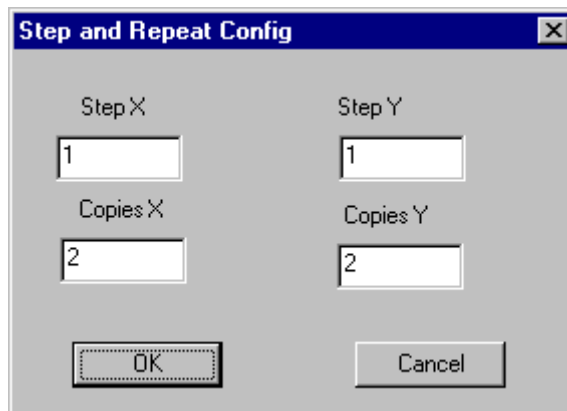 Step and Repeat Config
Step X Step Y
1 1
Copies X Copies Y
2 2
OK Cancel